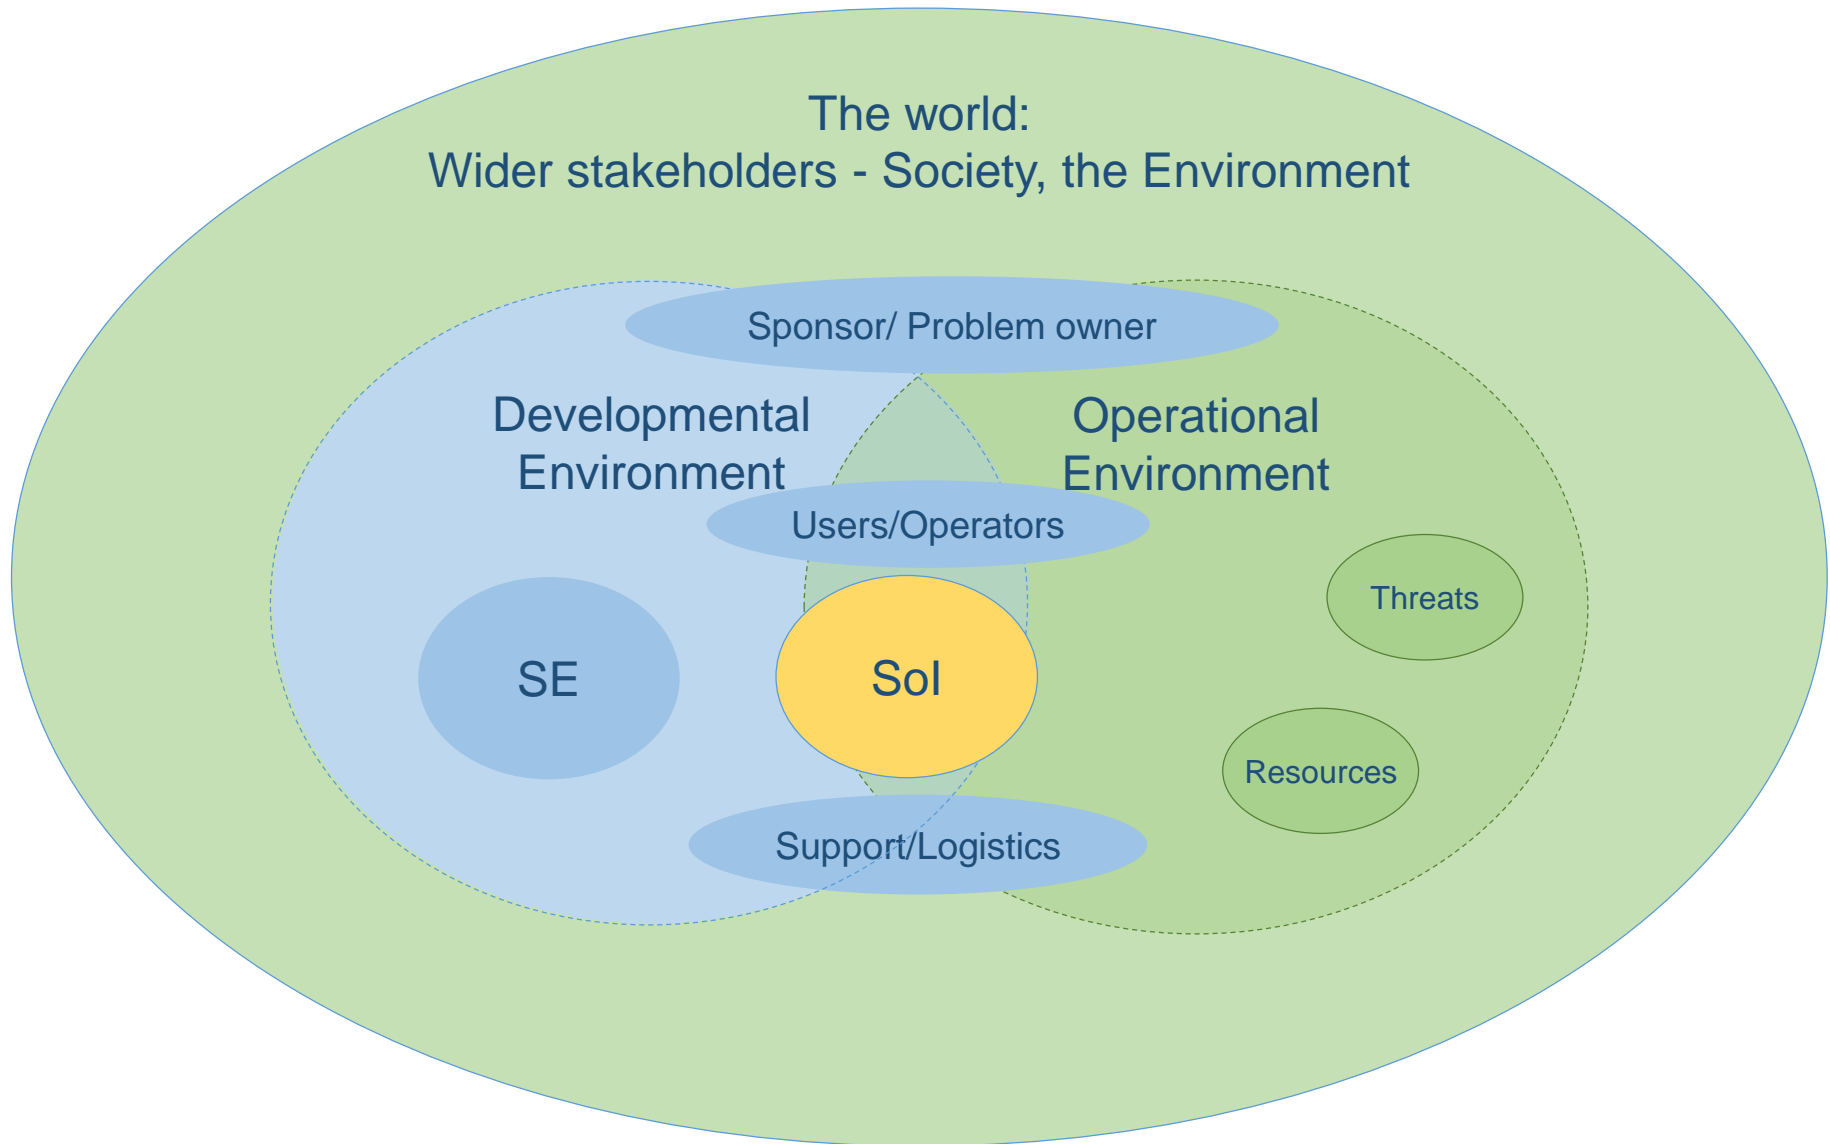 The world:
Wider stakeholders - Society, the Environment
Sponsor/ Problem owner
Developmental
Environment
Operational
Environment
Users/Operators
Threats
SE
SoI
Resources
Support/Logistics